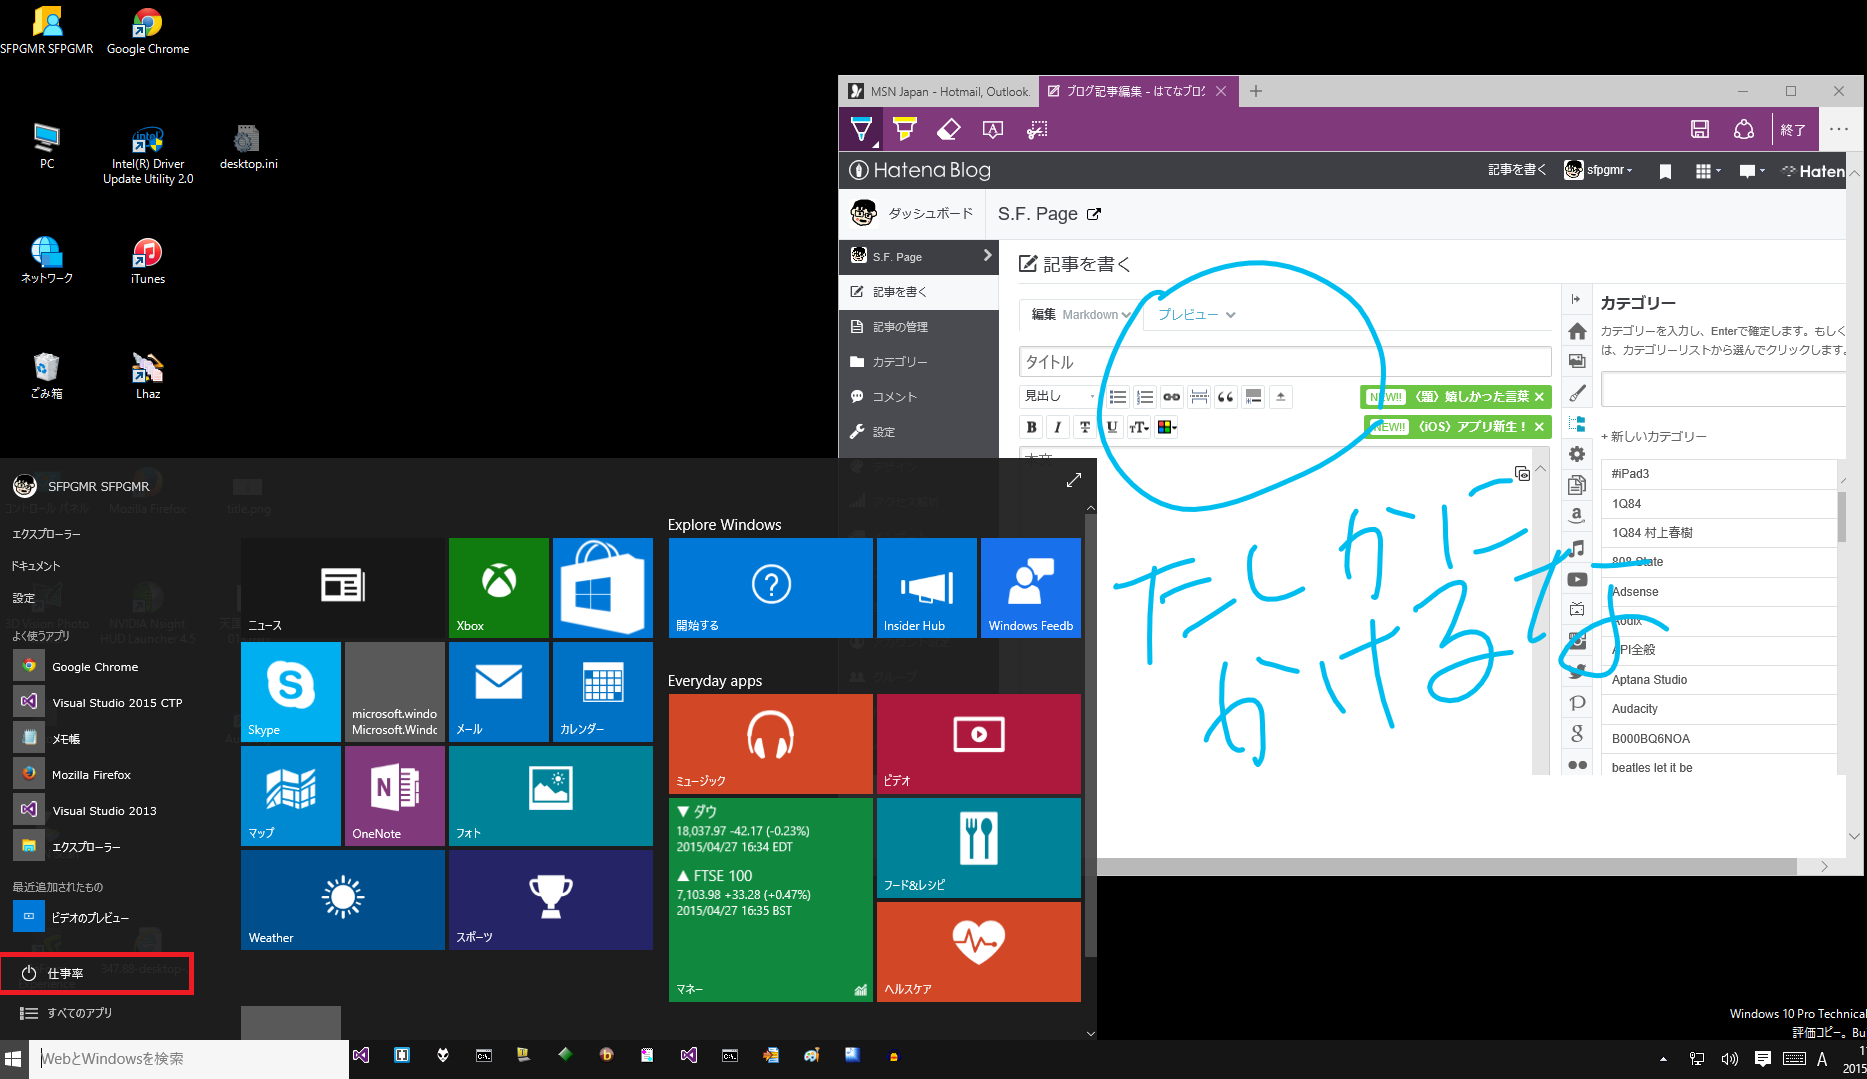 SFPGMR SFPGMR
Google Chrome
PC
Intel(R) Driver
Update Utility 2.0
desktop.ini
ネットワーク
iTunes
ごみ箱
Lhaz
MSN Japan - Hotmail, Outlook.
ブログ記事編集 - はてなブログ
終了
Hatena Blog
記事を書く
sfpgmr
Haten
ダッシュボード
S.F. Page
S.F. Page
記事を書く
記事の管理
カテゴリー
コメント
設定
記事を書く
編集 Markdown
プレビュー
タイトル
見出し
NEW!! 〈題〉嬉しかった言葉 ×
NEW!! 〈iOS〉アプリ新生！ ×
B I T U TT
カテゴリー
カテゴリーを入力し、Enterで確定します。もしく
は、カテゴリーリストから選んでクリックします。
+ 新しいカテゴリー
#iPad3
1Q84
1Q84 村上春樹
808 State
Adsense
API全般
Aptana Studio
Audacity
B000BQ6NOA
beatles let it be
たしかに
かけるな
SFPGMR SFPGMR
エクスプローラー
ドキュメント
設定
よく使うアプリ
Google Chrome
Visual Studio 2015 CTP
メモ帳
Mozilla Firefox
Visual Studio 2013
エクスプローラー
最近追加されたもの
ビデオのプレビュー
仕事率
すべてのアプリ
WebとWindowsを検索
ニュース
Xbox
Skype
microsoft.windo
Microsoft.Windc
メール
カレンダー
マップ
OneNote
フォト
Weather
スポーツ
Explore Windows
開始する
Insider Hub
Windows Feedb
Everyday apps
ミュージック
ビデオ
▼ ダウ
18,037.97 -42.17 (-0.23%)
2015/04/27 16:34 EDT
▲ FTSE 100
7,103.98 +33.28 (+0.47%)
2015/04/27 16:35 BST
マネー
フード&レシピ
ヘルスケア
Windows 10 Pro Technical
評価コピー。Bu
A
2015